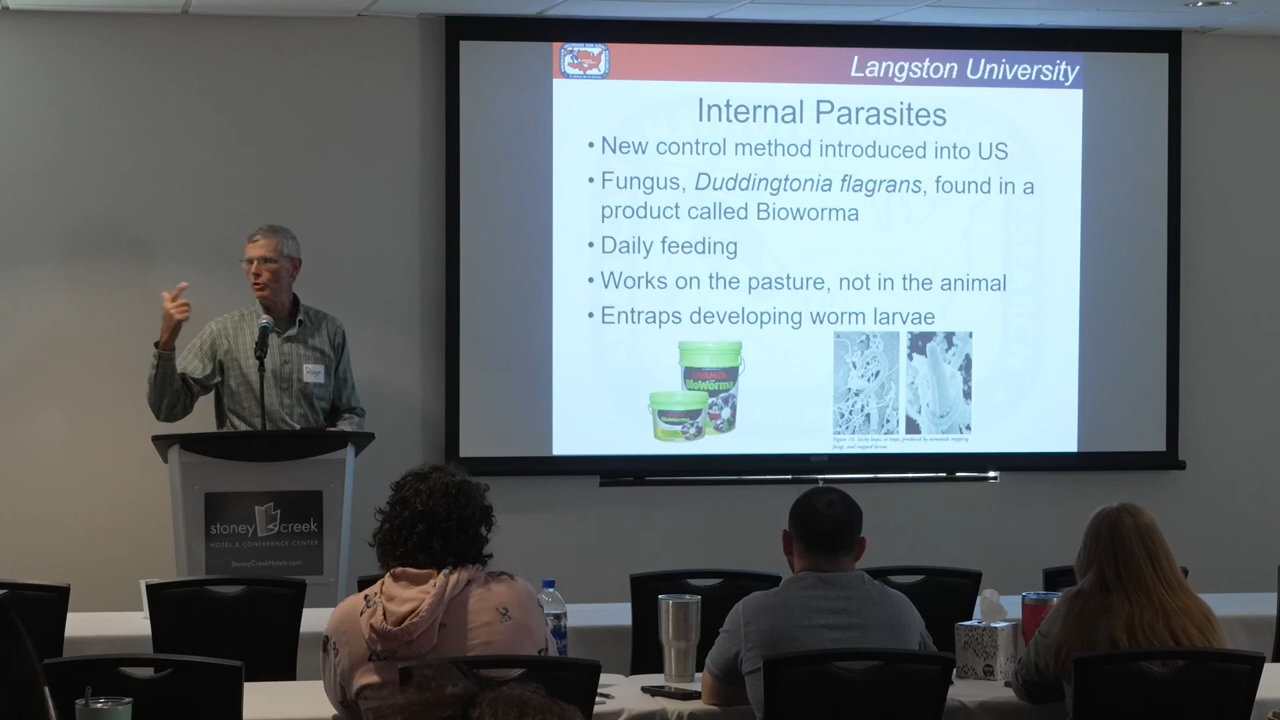 Langston University
Internal Parasites
• New control method introduced into US
• Fungus, Duddingtonia flagrans, found in a
product called Bioworma
• Daily feeding
• Works on the pasture, not in the animal
• Entraps developing worm larvae
BioWorma
stoney creek
HOTEL & CONFERENCE CENTER
StoneyCreekHotels.com